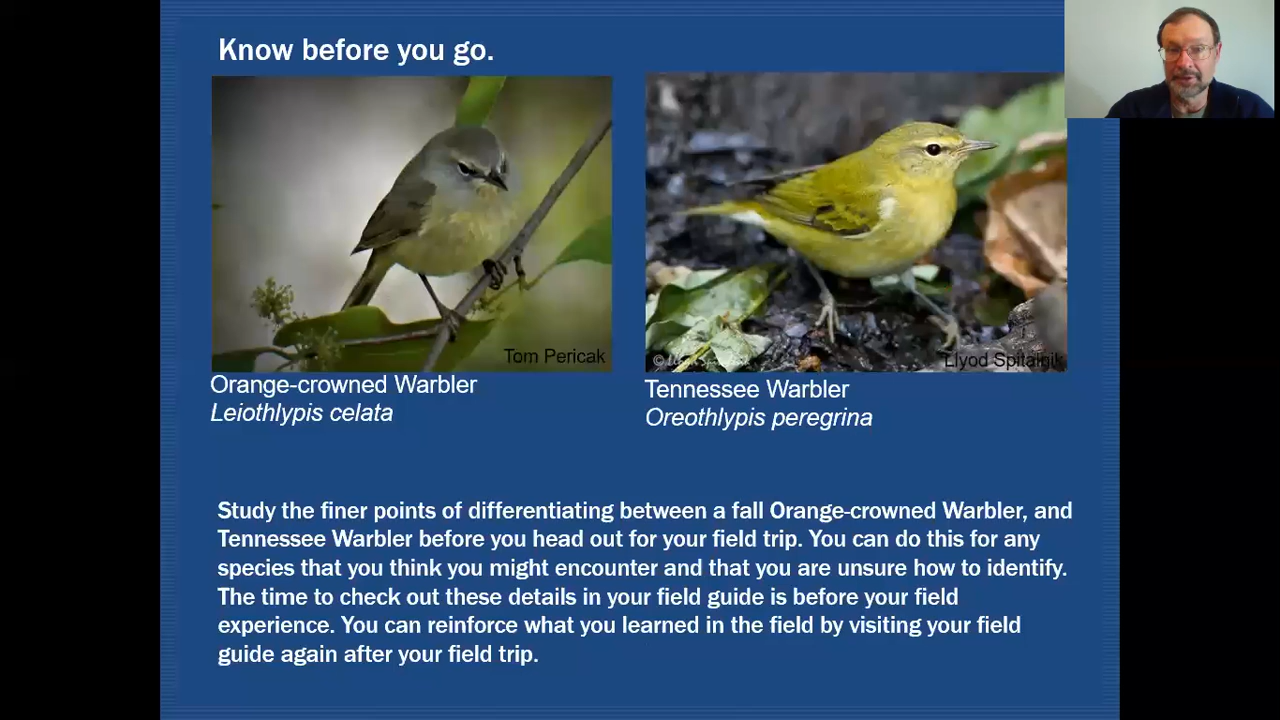 Know before you go.
Tom Pericak
Llyod Spitalnik
Orange-crowned Warbler
Leiothlypis celata
Tennessee Warbler
Oreothlypis peregrina
Study the finer points of differentiating between a fall Orange-crowned Warbler, and
Tennessee Warbler before you head out for your field trip. You can do this for any
species that you think you might encounter and that you are unsure how to identify.
The time to check out these details in your field guide is before your field
experience. You can reinforce what you learned in the field by visiting your field
guide again after your field trip.